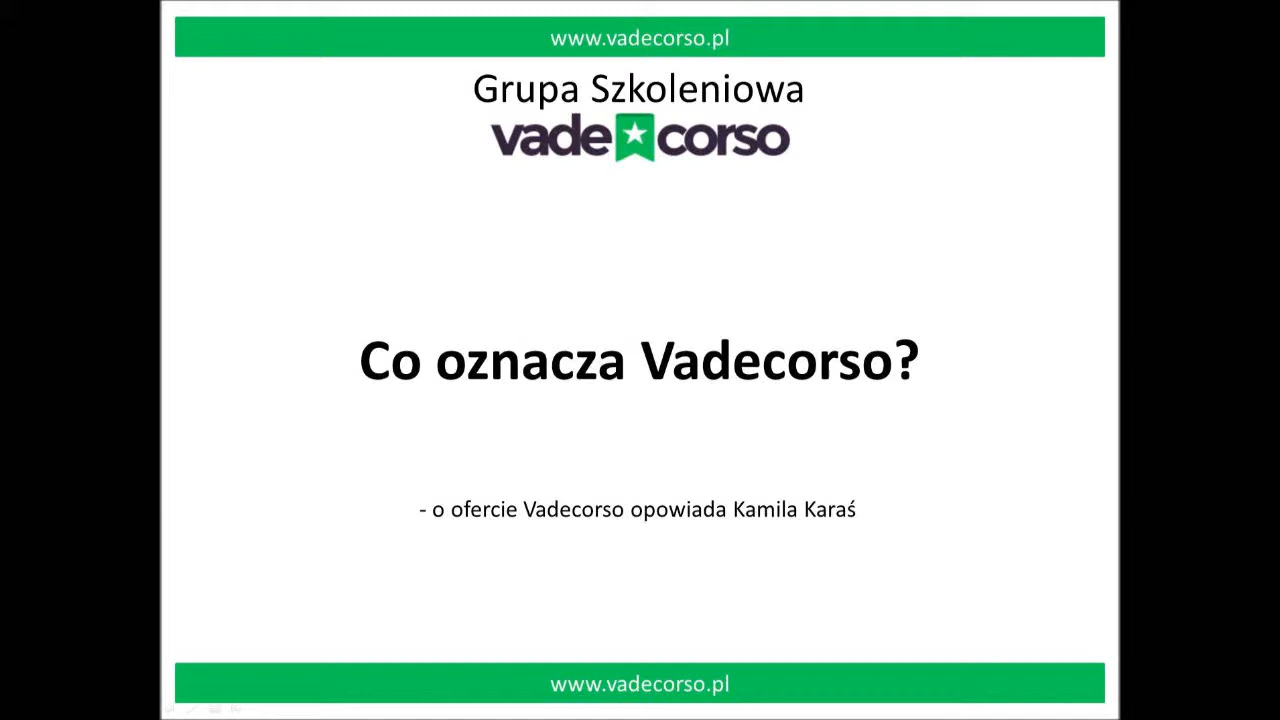 www.vadecorso.pl
Grupa Szkoleniowa
vade corso
Co oznacza Vadecorso?
- o ofercie Vadecorso opowiada Kamila Karaś
www.vadecorso.pl